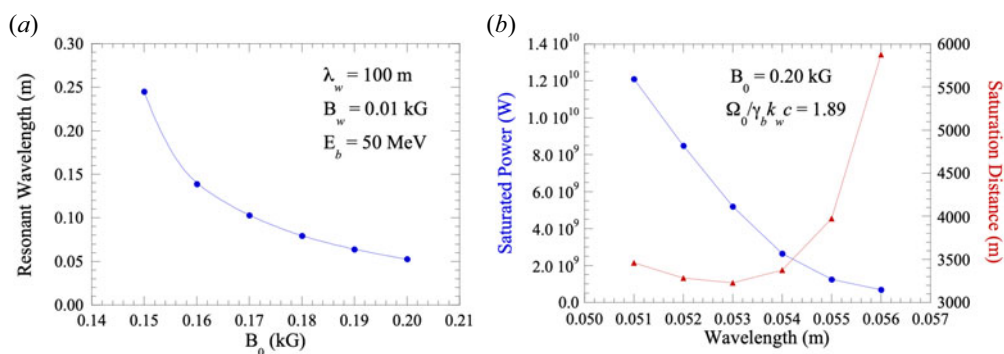 (a)
Resonant Wavelength (m)
0.30
0.25
0.20
0.15
0.10
0.05
0.00
λw = 100 m
Bw = 0.01 kG
Eb = 50 MeV
0.14 0.15 0.16 0.17 0.18 0.19 0.20 0.21
B0 (kG)
(b)
Saturated Power (W)
1.4 10^10
1.2 10^10
1.0 10^10
8.0 10^9
6.0 10^9
4.0 10^9
2.0 10^9
0.0
B0 = 0.20 kG
Ω0/γb kw c = 1.89
6000
5500
5000
4500
4000
3500
3000
Saturation Distance (m)
0.050 0.051 0.052 0.053 0.054 0.055 0.056 0.057
Wavelength (m)